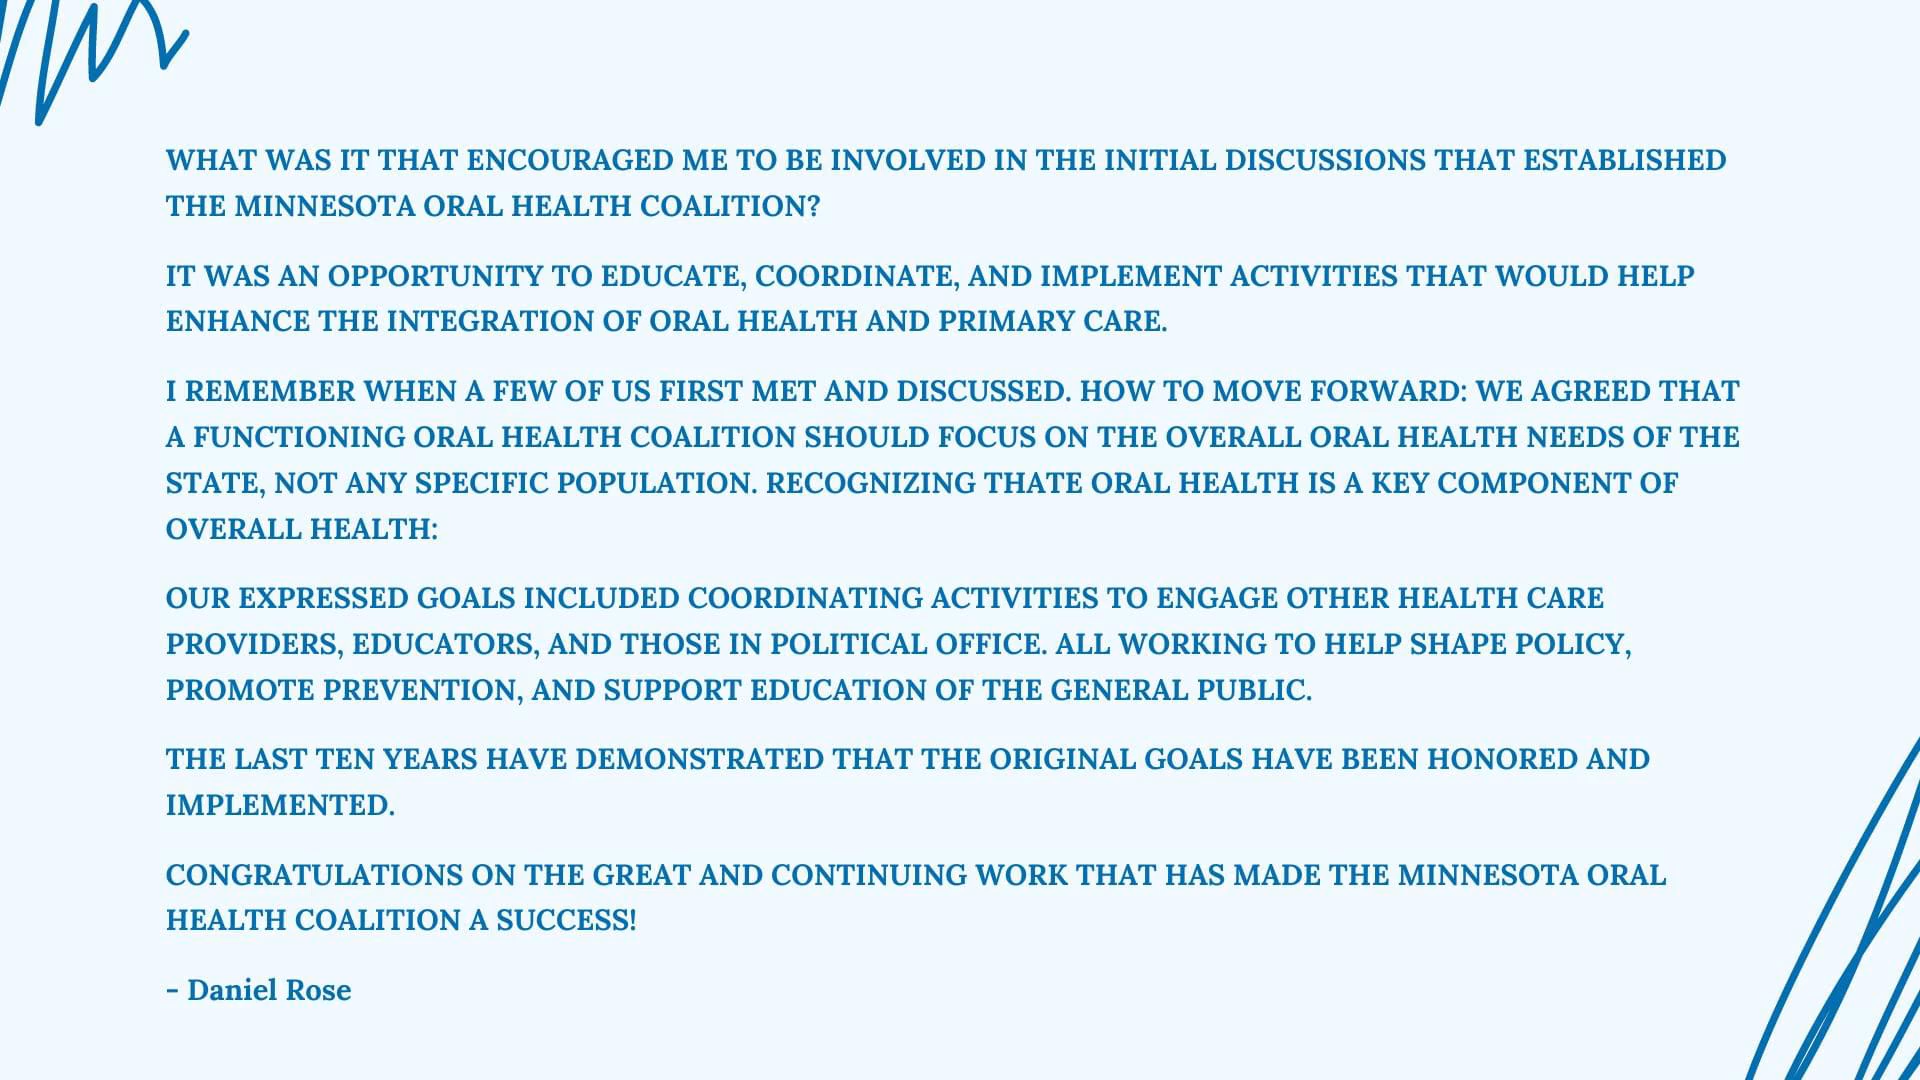 WHAT WAS IT THAT ENCOURAGED ME TO BE INVOLVED IN THE INITIAL DISCUSSIONS THAT ESTABLISHED
THE MINNESOTA ORAL HEALTH COALITION?
IT WAS AN OPPORTUNITY TO EDUCATE, COORDINATE, AND IMPLEMENT ACTIVITIES THAT WOULD HELP
ENHANCE THE INTEGRATION OF ORAL HEALTH AND PRIMARY CARE.
I REMEMBER WHEN A FEW OF US FIRST MET AND DISCUSSED. HOW TO MOVE FORWARD: WE AGREED THAT
A FUNCTIONING ORAL HEALTH COALITION SHOULD FOCUS ON THE OVERALL ORAL HEALTH NEEDS OF THE
STATE, NOT ANY SPECIFIC POPULATION. RECOGNIZING THATE ORAL HEALTH IS A KEY COMPONENT OF
OVERALL HEALTH:
OUR EXPRESSED GOALS INCLUDED COORDINATING ACTIVITIES TO ENGAGE OTHER HEALTH CARE
PROVIDERS, EDUCATORS, AND THOSE IN POLITICAL OFFICE. ALL WORKING TO HELP SHAPE POLICY,
PROMOTE PREVENTION, AND SUPPORT EDUCATION OF THE GENERAL PUBLIC.
THE LAST TEN YEARS HAVE DEMONSTRATED THAT THE ORIGINAL GOALS HAVE BEEN HONORED AND
IMPLEMENTED.
CONGRATULATIONS ON THE GREAT AND CONTINUING WORK THAT HAS MADE THE MINNESOTA ORAL
HEALTH COALITION A SUCCESS!
- Daniel Rose